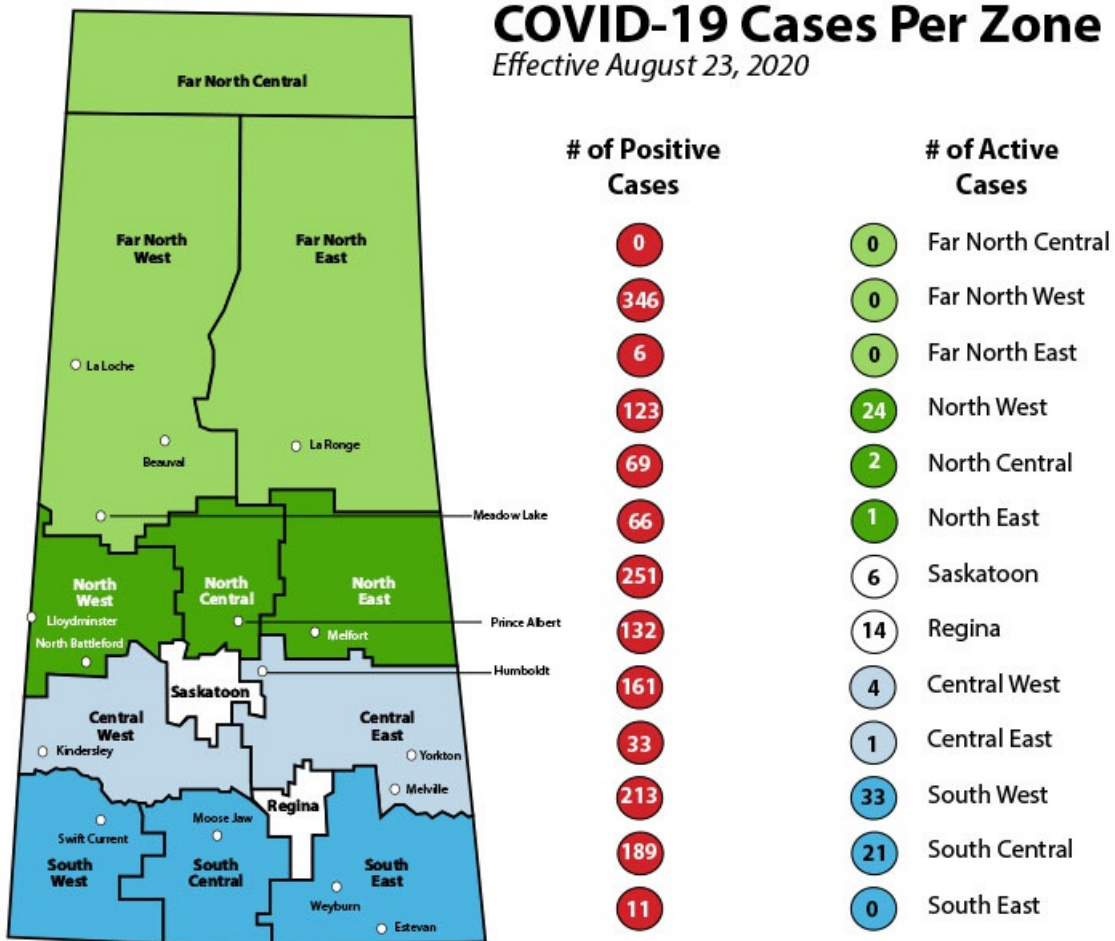 COVID-19 Cases Per Zone
Effective August 23, 2020
# of Positive
Cases
# of Active
Cases
0 0 Far North Central
346 0 Far North West
6 0 Far North East
123 24 North West
69 2 North Central
66 1 North East
251 6 Saskatoon
132 14 Regina
161 4 Central West
33 1 Central East
213 33 South West
189 21 South Central
11 0 South East
Far North Central
Far North
West
Far North
East
La Loche
Beauval
La Ronge
Meadow Lake
North
West
North
Central
North
East
Lloydminster
North Battleford
Prince Albert
Melfort
Humboldt
Saskatoon
Central
West
Central
East
Kindersley
Yorkton
Melville
Regina
Swift Current
Moose Jaw
South
West
South
Central
South
East
Weyburn
Estevan